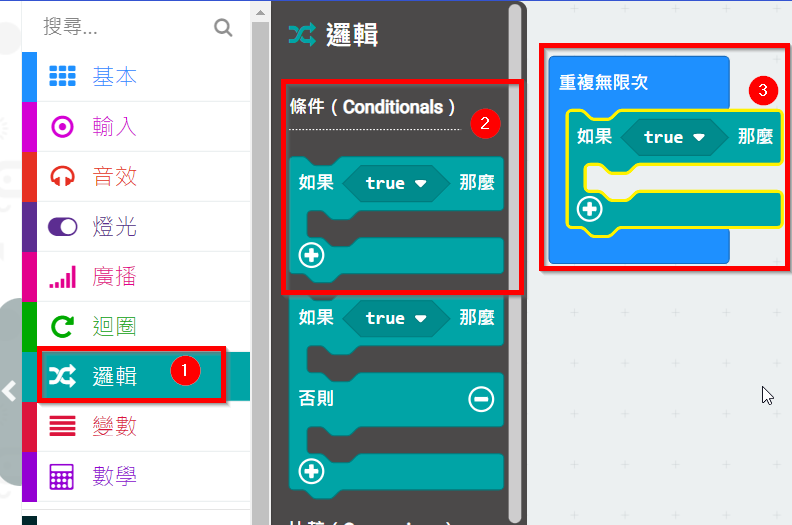 搜尋...
基本
輸入
音效
燈光
廣播
迴圈
邏輯
1
變數
數學
邏輯
條件（Conditionals）
2
如果 true 那麼
如果 true 那麼
否則
重複無限次
3
如果 true 那麼